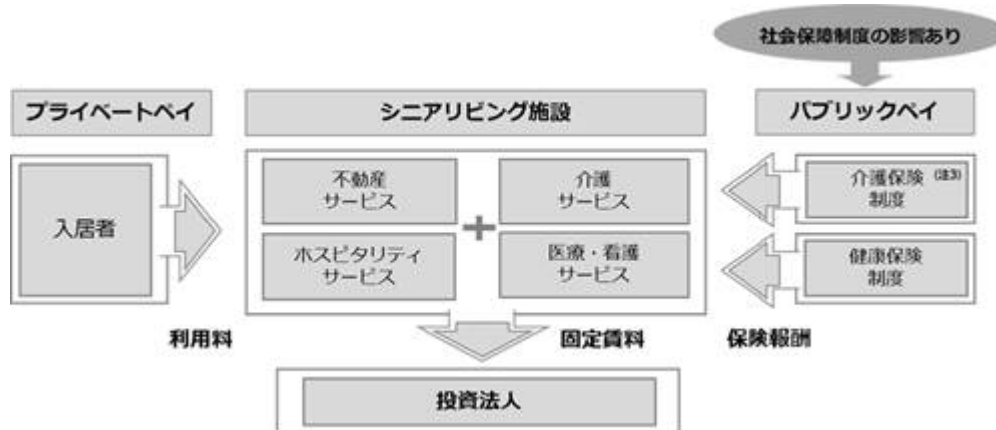 社会保障制度の影響あり
プライベートペイ
シニアリビング施設
パブリックペイ
入居者
不動産
サービス
介護
サービス
ホスピタリティ
サービス
医療・看護
サービス
介護保険 (注3)
制度
健康保険
制度
利用料
固定賃料
保険報酬
投資法人